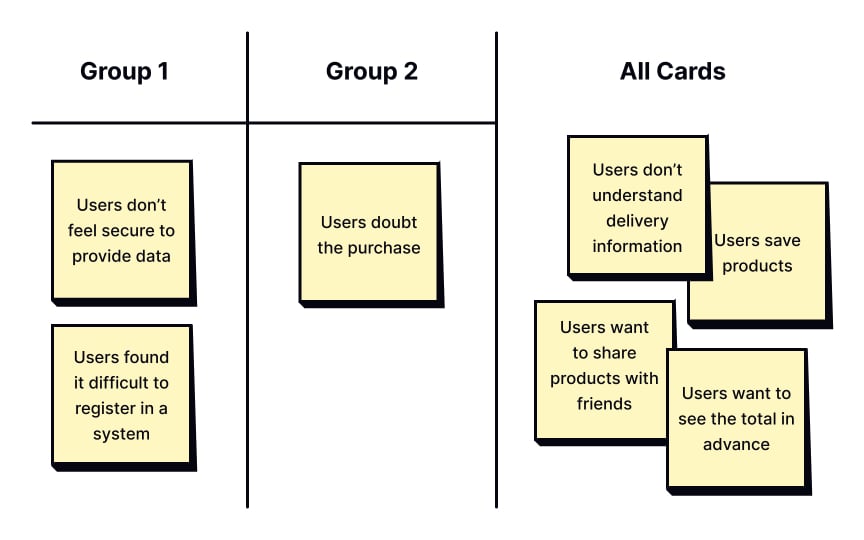 Group 1
Group 2
All Cards
Users don’t
feel secure to
provide data
Users found
it difficult to
register in a
system
Users doubt
the purchase
Users don’t
understand
delivery
information
Users save
products
Users want
to share
products with
friends
Users want to
see the total in
advance